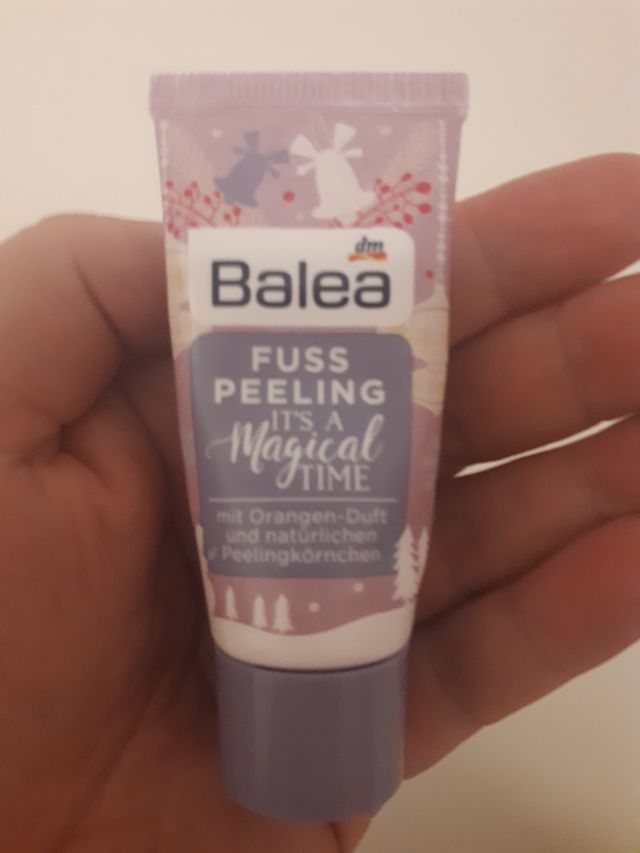 dm
Balea
FUSS
PEELING
IT'S A
Magical
TIME
mit Orangen-Duft
und natürlichen
Peelingkörnchen